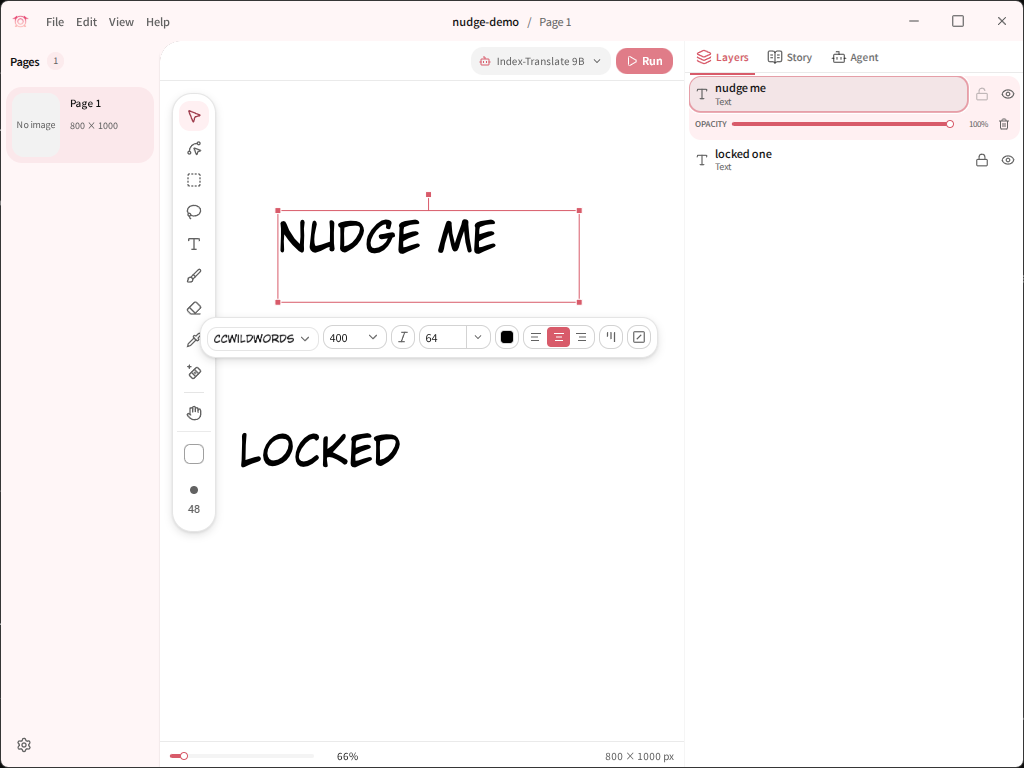 File Edit View Help
nudge-demo / Page 1
Pages 1
No image
Page 1
800 × 1000
Index-Translate 9B
Run
Layers Story Agent
nudge me
Text
OPACITY 100%
locked one
Text
NUDGE ME
CCWILDWORDS 400 64
LOCKED
48
66%
800 × 1000 px